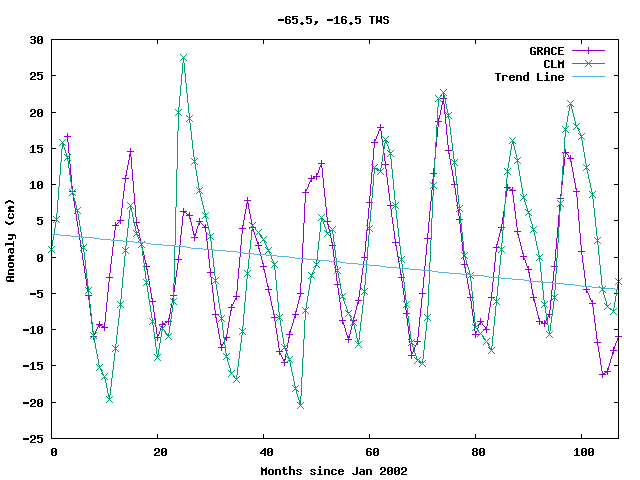 -65.5, -16.5 TWS
GRACE
CLM
Trend Line
30
25
20
15
10
5
0
-5
-10
-15
-20
-25
Anomaly (cm)
0 20 40 60 80 100
Months since Jan 2002